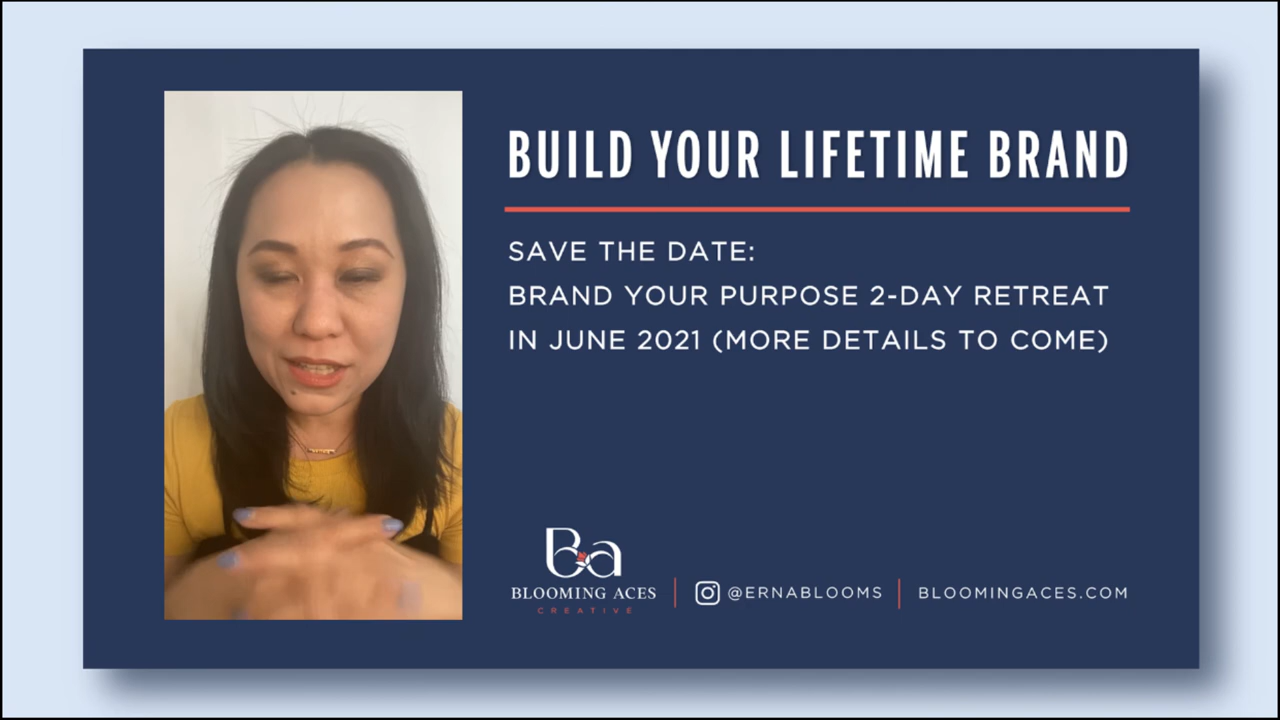 BUILD YOUR LIFETIME BRAND
SAVE THE DATE:
BRAND YOUR PURPOSE 2-DAY RETREAT
IN JUNE 2021 (MORE DETAILS TO COME)
Ba
BLOOMING ACES
CREATIVE
@ERNABLOOMS
BLOOMINGACES.COM